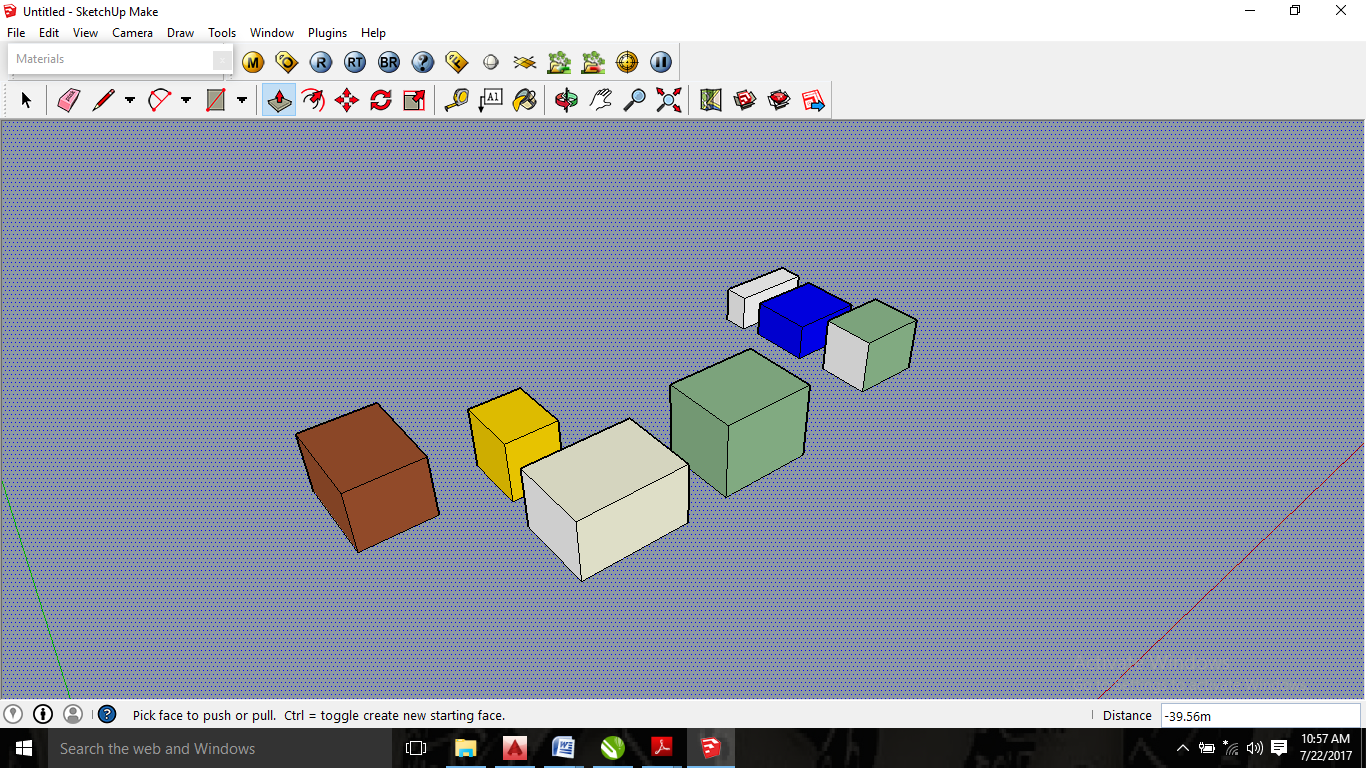 Untitled - SketchUp Make
File Edit View Camera Draw Tools Window Plugins Help
Materials
M R RT BR ?
A1
Activate Windows
Pick face to push or pull. Ctrl = toggle create new starting face.
Distance -39.56m
Search the web and Windows
10:57 AM
7/22/2017